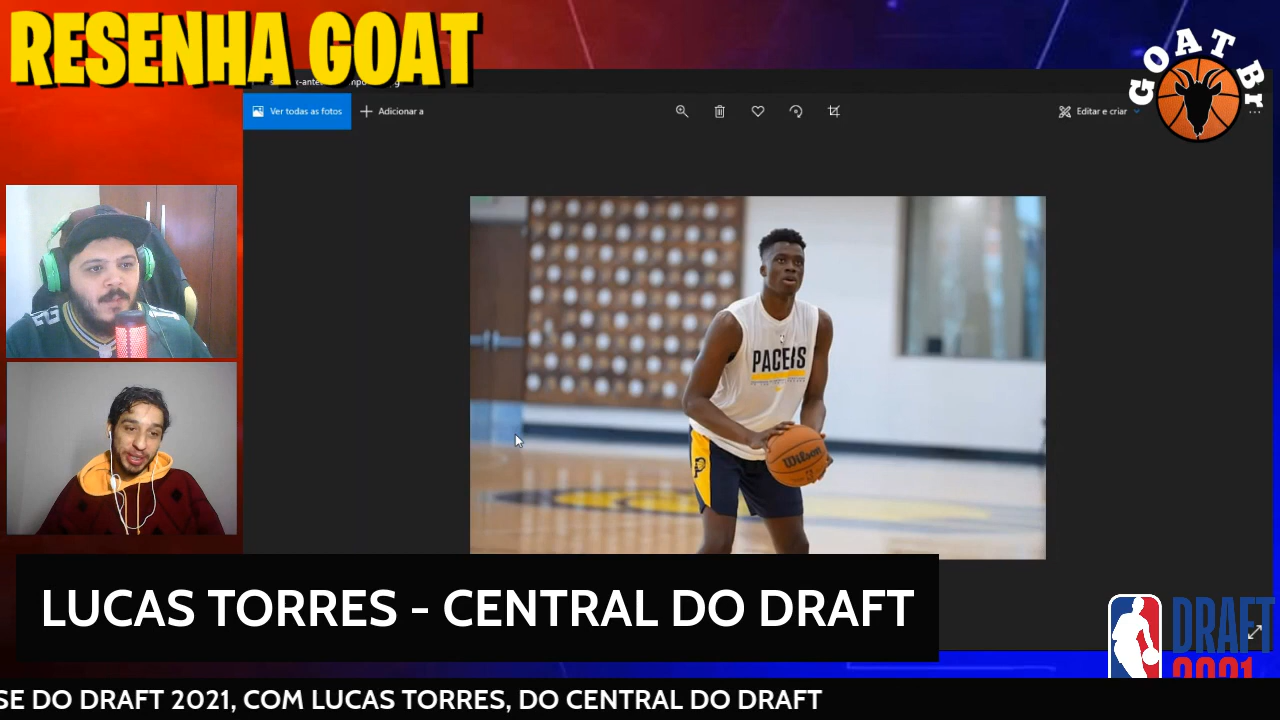 RESENHA GOAT
GOAT Br
Ver todas as fotos
Adicionar a
Editar e criar
PACERS
Wilson
12
LUCAS TORRES - CENTRAL DO DRAFT
DRAFT
2021
SE DO DRAFT 2021, COM LUCAS TORRES, DO CENTRAL DO DRAFT